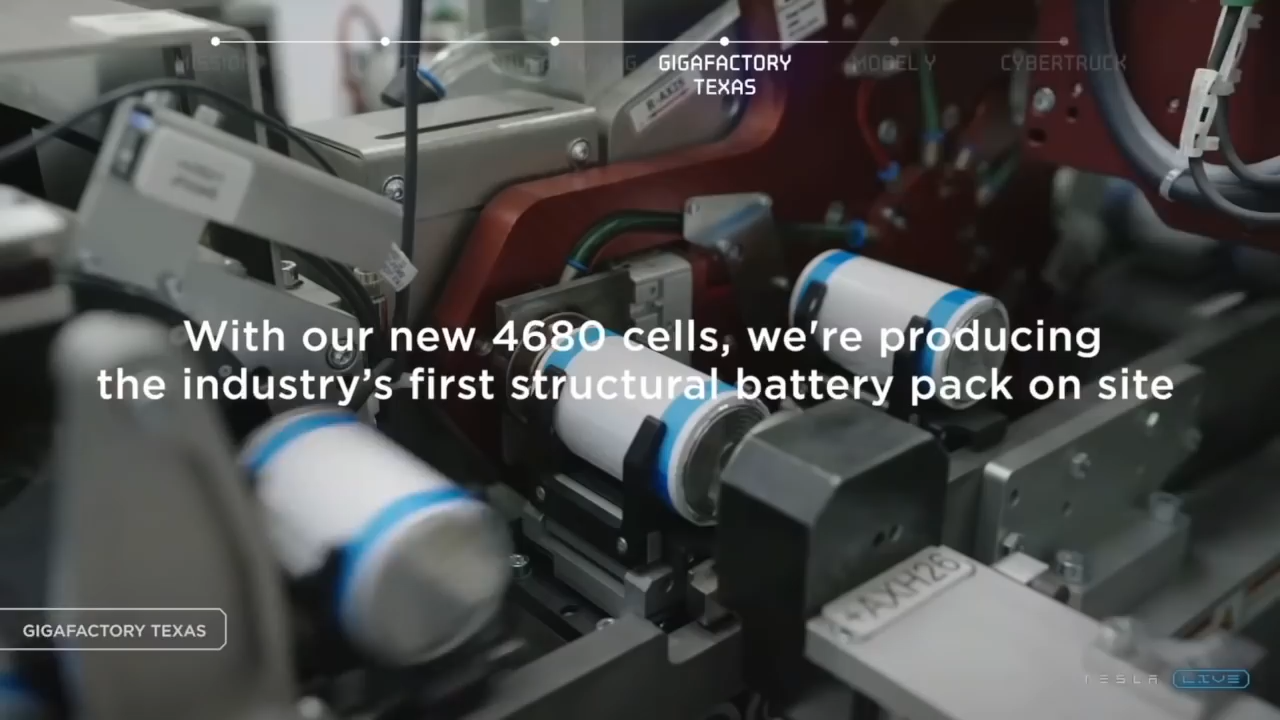 GIGAFACTORY
TEXAS
MODEL Y
CYBERTRUCK
R-AXIS
With our new 4680 cells, we're producing
the industry’s first structural battery pack on site
+AXH26
GIGAFACTORY TEXAS
TESLA LIVE